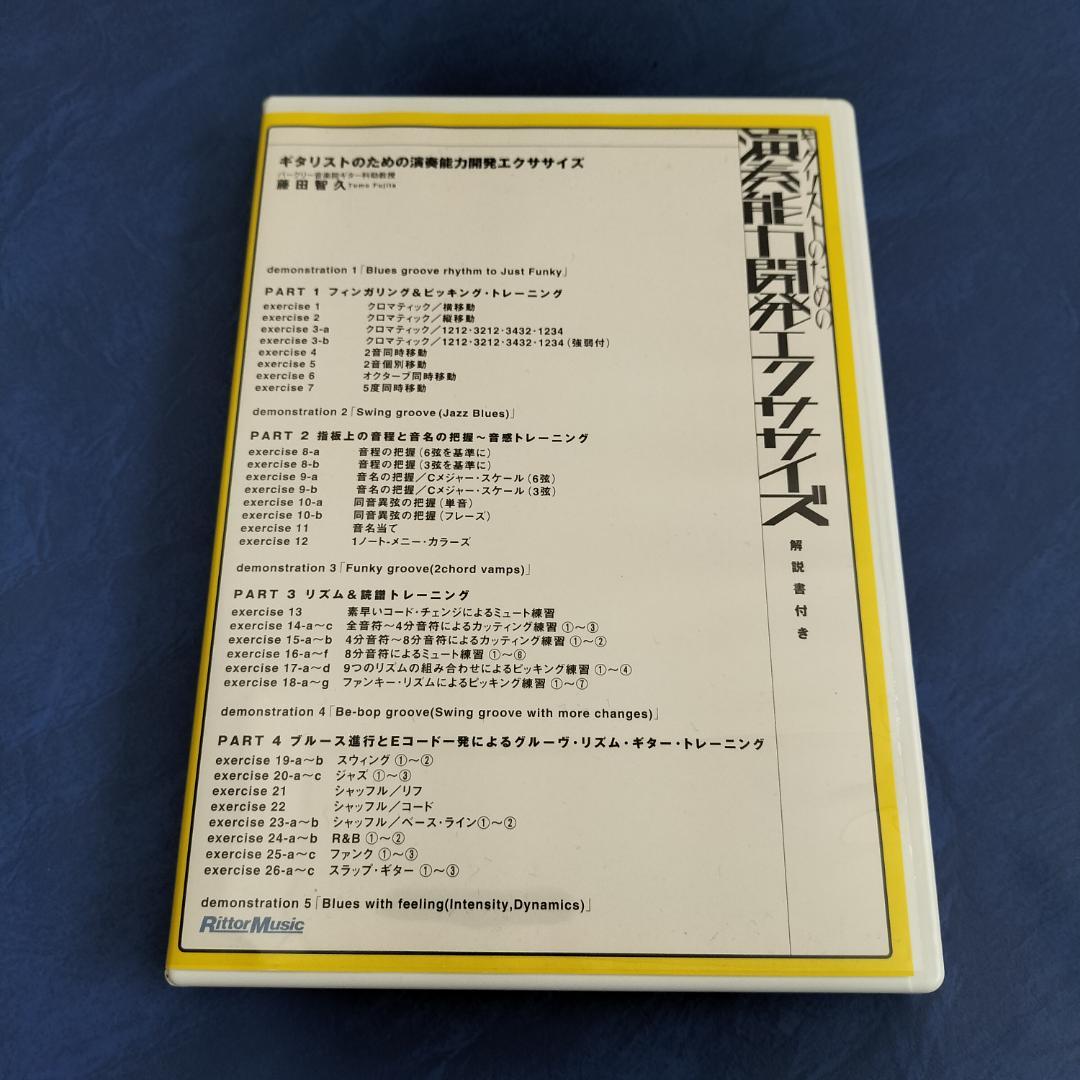 ギタリストのための演奏能力開発エクササイズ
バークリー音楽院ギター科助教授
藤田智久 Tomo Fujita
demonstration 1「Blues groove rhythm to Just Funky」
PART 1 フィンガリング&ピッキング・トレーニング
exercise 1 クロマティック／横移動
exercise 2 クロマティック／縦移動
exercise 3-a クロマティック／1212・3212・3432・1234
exercise 3-b クロマティック／1212・3212・3432・1234(強弱付)
exercise 4 2音同時移動
exercise 5 2音個別移動
exercise 6 オクターブ同時移動
exercise 7 5度同時移動
demonstration 2「Swing groove(Jazz Blues)」
PART 2 指板上の音程と音名の把握〜音感トレーニング
exercise 8-a 音程の把握(6弦を基準に)
exercise 8-b 音程の把握(3弦を基準に)
exercise 9-a 音名の把握／Cメジャー・スケール(6弦)
exercise 9-b 音名の把握／Cメジャー・スケール(3弦)
exercise 10-a 同音異弦の把握(単音)
exercise 10-b 同音異弦の把握(フレーズ)
exercise 11 音名当て
exercise 12 1ノート-メニー・カラーズ
demonstration 3「Funky groove(2chord vamps)」
PART 3 リズム&読譜トレーニング
exercise 13 素早いコード・チェンジによるミュート練習
exercise 14-a〜c 全音符〜4分音符によるカッティング練習 ①〜③
exercise 15-a〜b 4分音符〜8分音符によるカッティング練習 ①〜②
exercise 16-a〜f 8分音符によるミュート練習 ①〜⑥
exercise 17-a〜d 9つのリズムの組み合わせによるピッキング練習 ①〜④
exercise 18-a〜g ファンキー・リズムによるピッキング練習 ①〜⑦
demonstration 4「Be-bop groove(Swing groove with more changes)」
PART 4 ブルース進行とEコード一発によるグルーヴ・リズム・ギター・トレーニング
exercise 19-a〜b スウィング ①〜②
exercise 20-a〜c ジャズ ①〜③
exercise 21 シャッフル／リフ
exercise 22 シャッフル／コード
exercise 23-a〜b シャッフル／ベース・ライン①〜②
exercise 24-a〜b R&B ①〜②
exercise 25-a〜c ファンク ①〜③
exercise 26-a〜c スラップ・ギター ①〜③
demonstration 5「Blues with feeling(Intensity,Dynamics)」
RittorMusic
ギタリストのための
演奏能力開発エクササイズ
解説書付き